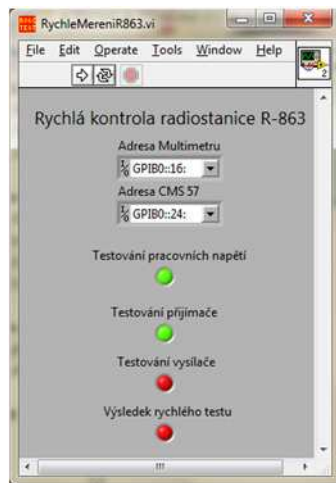 RychleMereniR863.vi
File Edit Operate Tools Window Help
2
Rychlá kontrola radiostanice R-863
Adresa Multimetru
GPIB0::16:
Adresa CMS 57
GPIB0::24:
Testování pracovních napětí
Testování přijímače
Testování vysílače
Výsledek rychlého testu